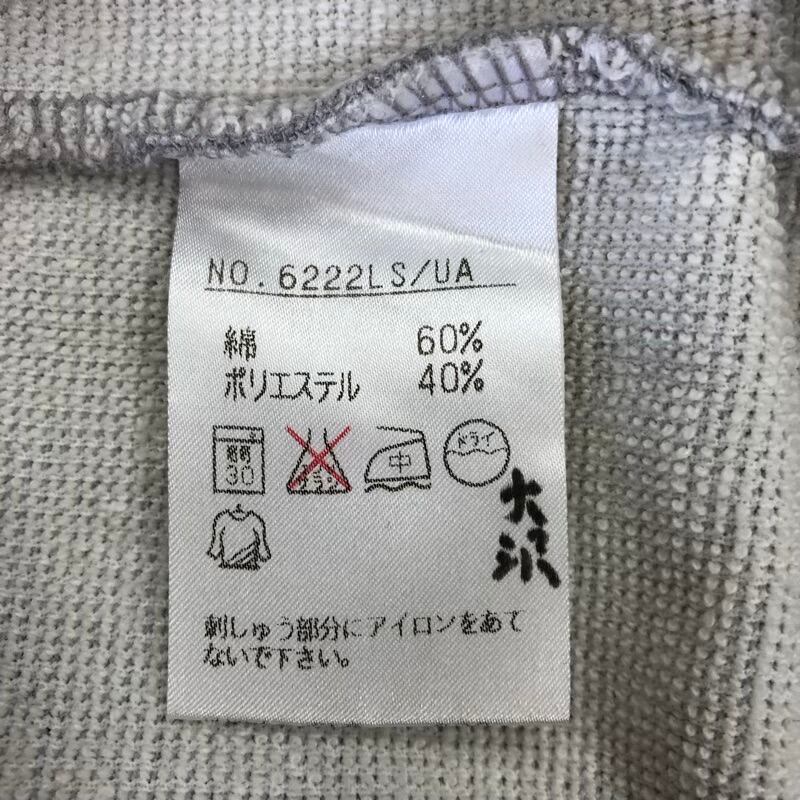 NO.6222LS/UA
綿 60%
ポリエステル 40%
30
中
ドライ
大沢
刺しゅう部分にアイロンをあて
ないで下さい。